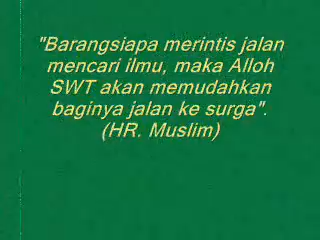 "Barangsiapa merintis jalan
mencari ilmu, maka Alloh
SWT akan memudahkan
baginya jalan ke surga".
(HR. Muslim)